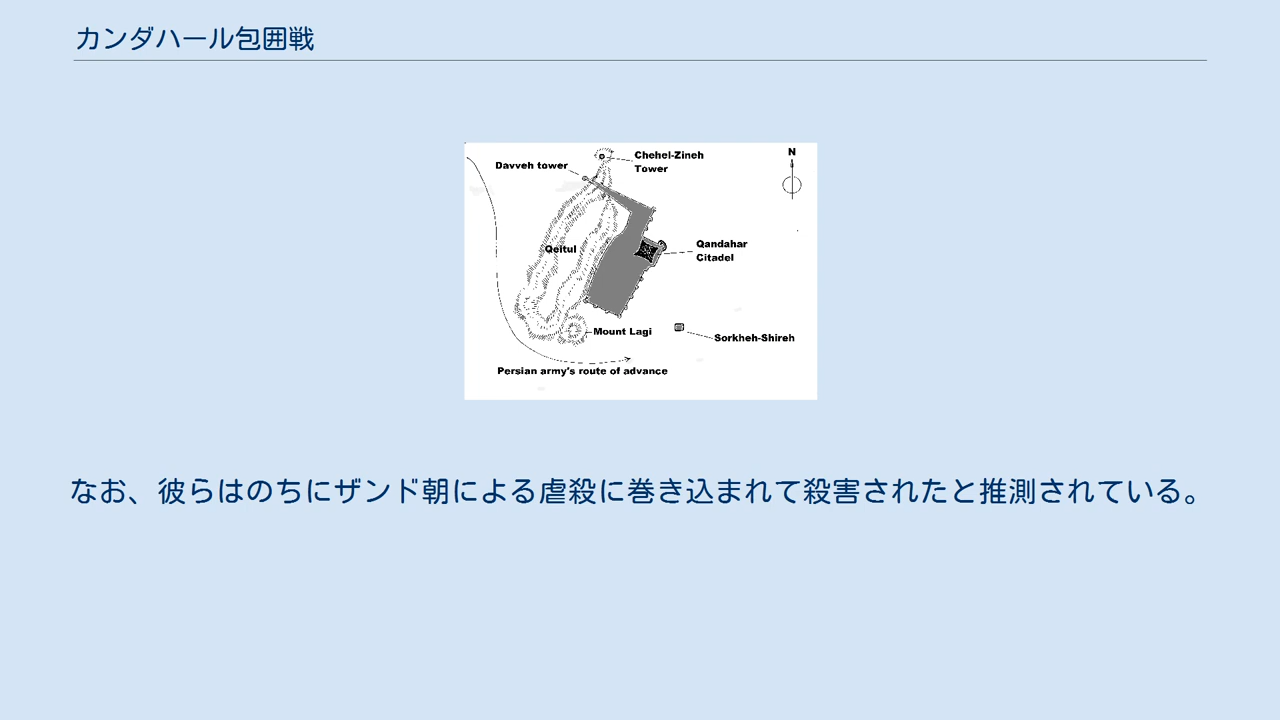 カンダハール包囲戦
Chehel-Zineh
Tower
Davveh tower
N
Qeitul
Qandahar
Citadel
Mount Lagi
Sorkheh-Shireh
Persian army's route of advance
なお、彼らはのちにザンド朝による虐殺に巻き込まれて殺害されたと推測されている。